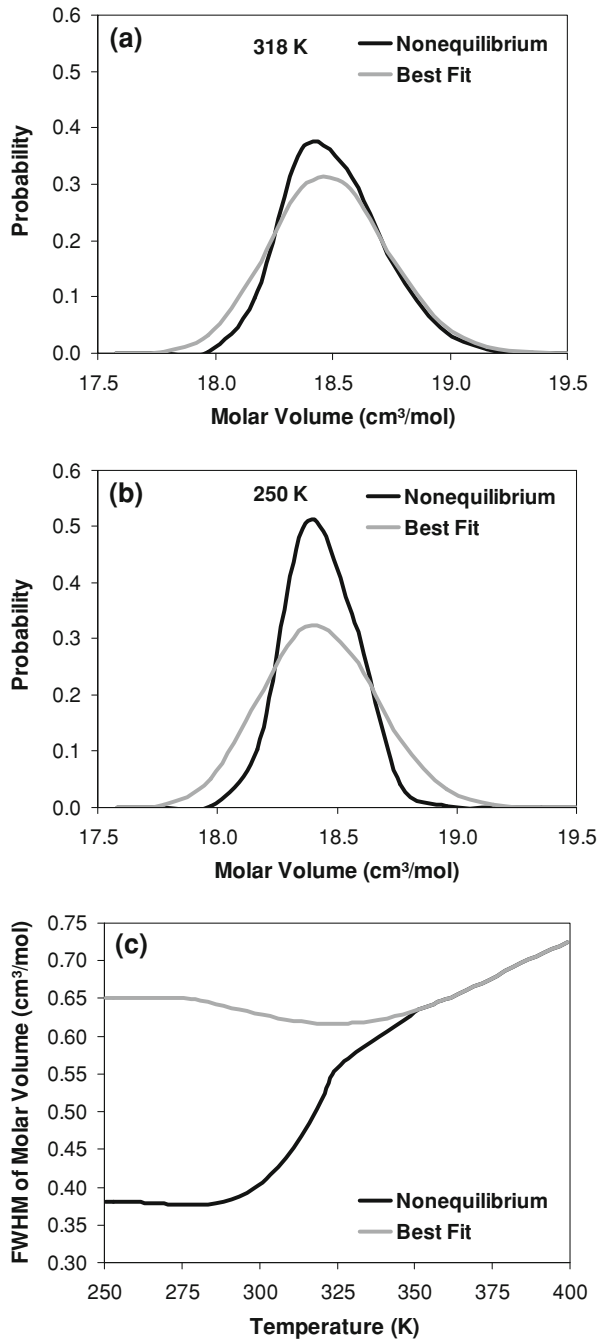 (a)
318 K
Nonequilibrium
Best Fit
0.6
0.5
0.4
0.3
0.2
0.1
0.0
Probability
17.5 18.0 18.5 19.0 19.5
Molar Volume (cm³/mol)
(b)
250 K
Nonequilibrium
Best Fit
0.6
0.5
0.4
0.3
0.2
0.1
0.0
Probability
17.5 18.0 18.5 19.0 19.5
Molar Volume (cm³/mol)
(c)
0.75
0.70
0.65
0.60
0.55
0.50
0.45
0.40
0.35
0.30
FWHM of Molar Volume (cm³/mol)
Nonequilibrium
Best Fit
250 275 300 325 350 375 400
Temperature (K)